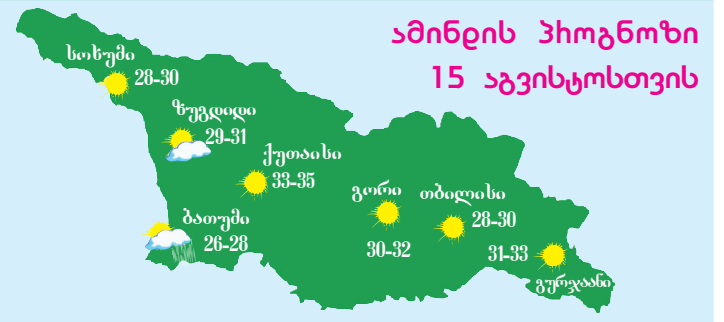 ამინდის პროგნოზი
15 აგვისტოსთვის
სოხუმი
28-30
ზუგდიდი
29-31
ქუთაისი
33-35
ბათუმი
26-28
გორი
30-32
თბილისი
28-30
31-33
გურჯაანი